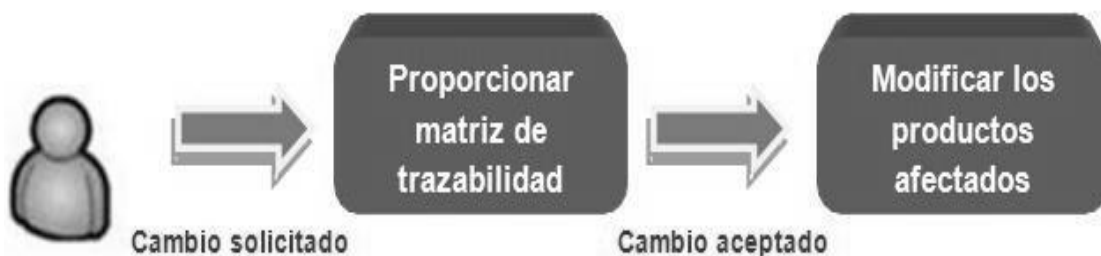 Proporcionar
matriz de
trazabilidad
Modificar los
productos
afectados
Cambio solicitado
Cambio aceptado